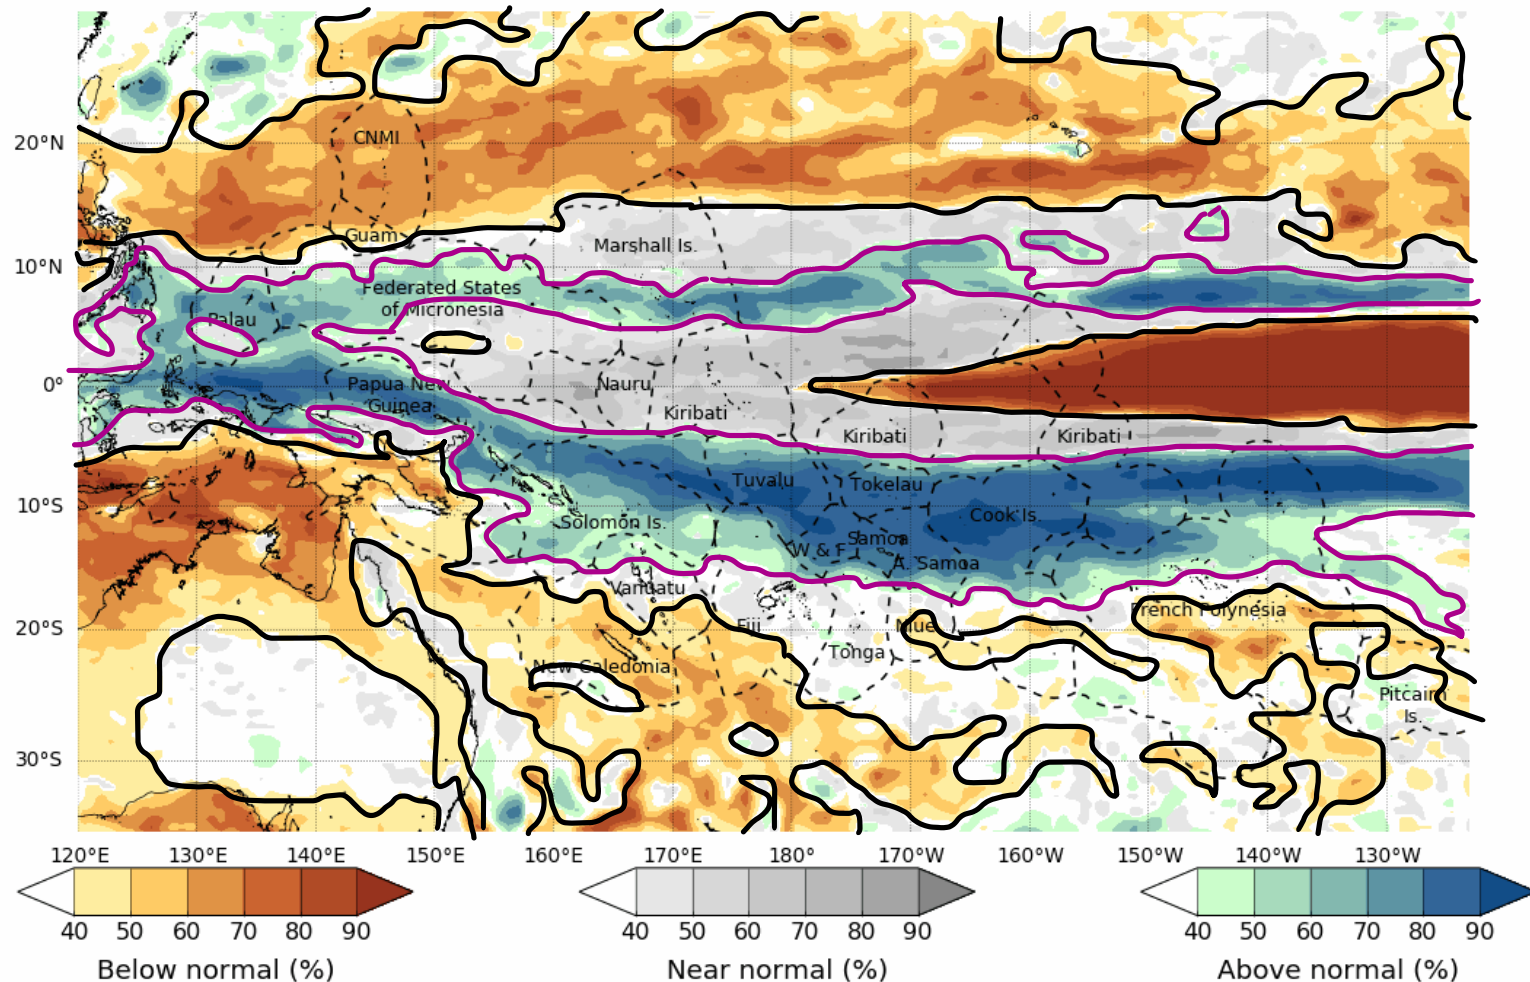 CNMI
20°N
Guam
Marshall Is.
10°N
Federated States
of Micronesia
Palau
0°
Papua New
Guinea
Nauru
Kiribati
Kiribati
Kiribati
Tuvalu
Tokelau
10°S
Solomon Is.
Cook Is.
Samoa
W & F
A. Samoa
Vanuatu
French Polynesia
20°S
Fiji
Niue
Tonga
New Caledonia
Pitcairn
Is.
30°S
120°E 130°E 140°E 150°E 160°E 170°E 180 170°W 160°W 150°W 140°W 130°W
40 50 60 70 80 90
Below normal (%)
40 50 60 70 80 90
Near normal (%)
40 50 60 70 80 90
Above normal (%)